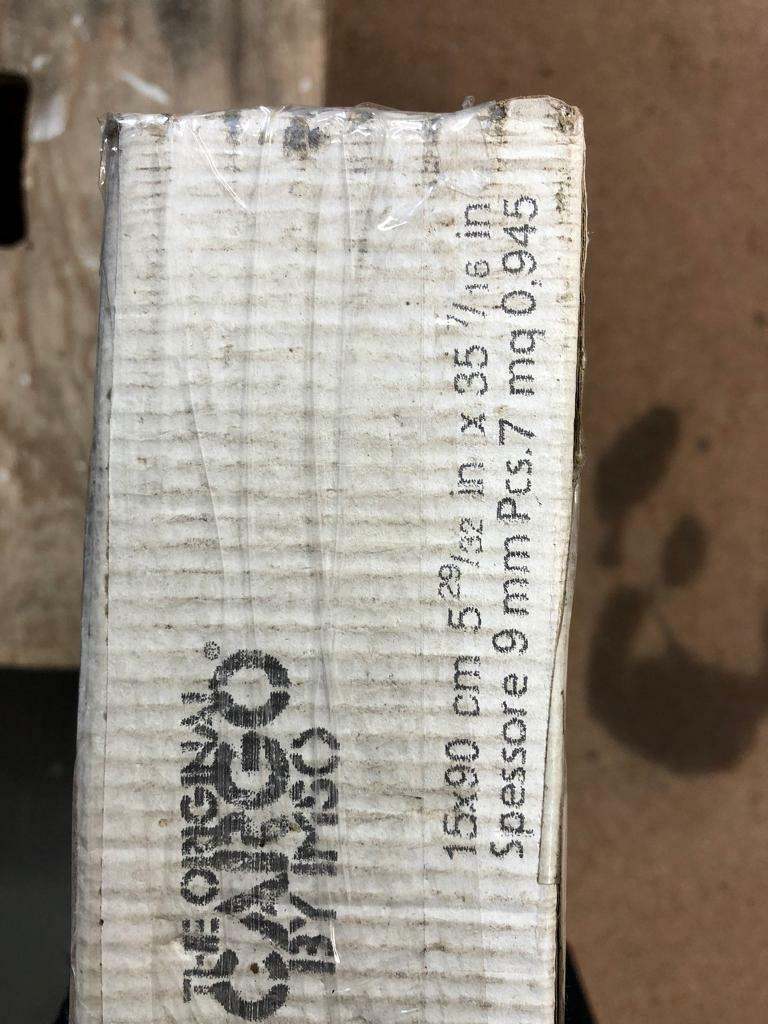 THE ORIGINAL®
CARGO
BY IMSO
15x90 cm 5 29/32 in x 35 7/16 in
Spessore 9 mm Pcs.7 mq 0,945